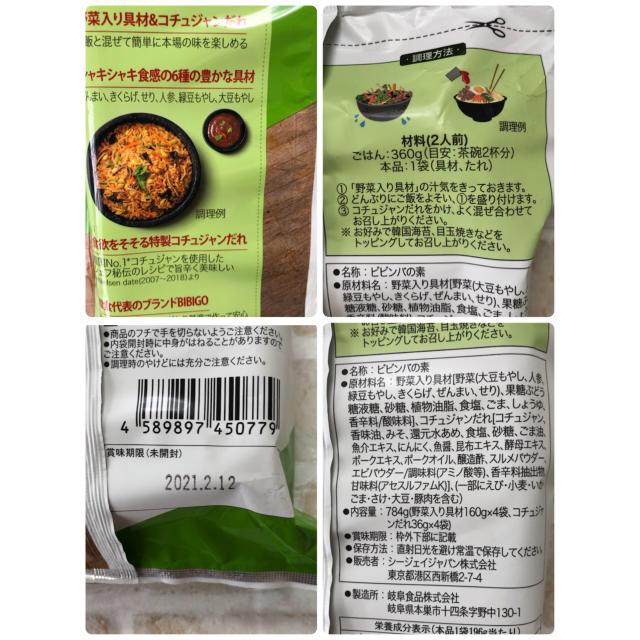 菜入り具材&コチュジャンだれ
飯と混ぜて簡単に本場の味を楽しめる
シャキシャキ食感の6種の豊かな具材
んまい、きくらげ、せり、人参、緑豆もやし、大豆もやし
調理例
をそそる特製コチュジャンだれ
No.1*コチュジャンを使用した
秘伝のレシピで旨辛く美味しい
lsen date(2007~2018)より
代表のブランドBIBIGO
調理方法
調理例
材料(2人前)
ごはん:360g(目安:茶碗2杯分)
本品:1袋(具材、たれ)
①「野菜入り具材」の汁気をきっておきます。
②どんぶりにご飯をよそい、①を盛り付けます。
③コチュジャンだれをかけ、よく混ぜ合わせて
お召し上がりください。
※お好みで韓国海苔、目玉焼きなどを
トッピングしてお召し上がりください。
●名称:ビビンバの素
●原材料名:野菜入り具材[野菜(大豆もやし、人参、
緑豆もやし、きくらげ、ぜんまい、せり)、果糖ぶ
糖液糖、砂糖、植物油脂、食塩、ごま、しょうゆ、
●商品のフチで手を切らないようご注意ください。
●内袋開封時に中身がはねることがありますので
ご注意ください。
●調理時のやけどには充分ご注意ください。
4 589897 450779
賞味期限(未開封)
2021.2.12
※お好みで韓国海苔、目玉焼きなどを
トッピングしてお召し上がりください。
●名称:ビビンバの素
●原材料名:野菜入り具材[野菜(大豆もやし、人参、
緑豆もやし、きくらげ、ぜんまい、せり)、果糖ぶどう
糖液糖、砂糖、植物油脂、食塩、ごま、しょうゆ、
香辛料/酸味料]、コチュジャンだれ[コチュジャン、
香味油、みそ、還元水あめ、食塩、砂糖、ごま油、
魚介エキス、にんにく、魚醤、昆布エキス、酵母エキス、
ポークエキス、ポークオイル、醸造酢、スルメパウダー、
エビパウダー/調味料(アミノ酸等)、香辛料抽出物、
甘味料(アセスルファムK)]、(一部にえび・小麦・いか・
ごま・さけ・大豆・豚肉を含む)
●内容量:784g(野菜入り具材160g×4袋、コチュジャ
ンだれ36g×4袋)
●賞味期限:枠外下部に記載
●保存方法:直射日光を避け常温で保存してください。
●販売者:シージェイジャパン株式会社
東京都港区西新橋2-7-4
●製造所:岐阜食品株式会社
岐阜県本巣市十四条字野中130-1
栄養成分表示(本品1袋196g当たり)